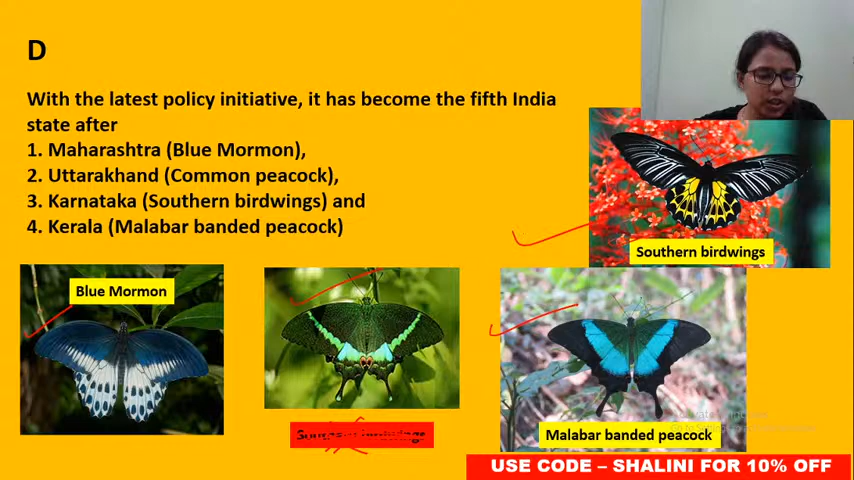 D
With the latest policy initiative, it has become the fifth India
state after
1. Maharashtra (Blue Mormon),
2. Uttarakhand (Common peacock),
3. Karnataka (Southern birdwings) and
4. Kerala (Malabar banded peacock)
Southern birdwings
Blue Mormon
Malabar banded peacock
USE CODE – SHALINI FOR 10% OFF